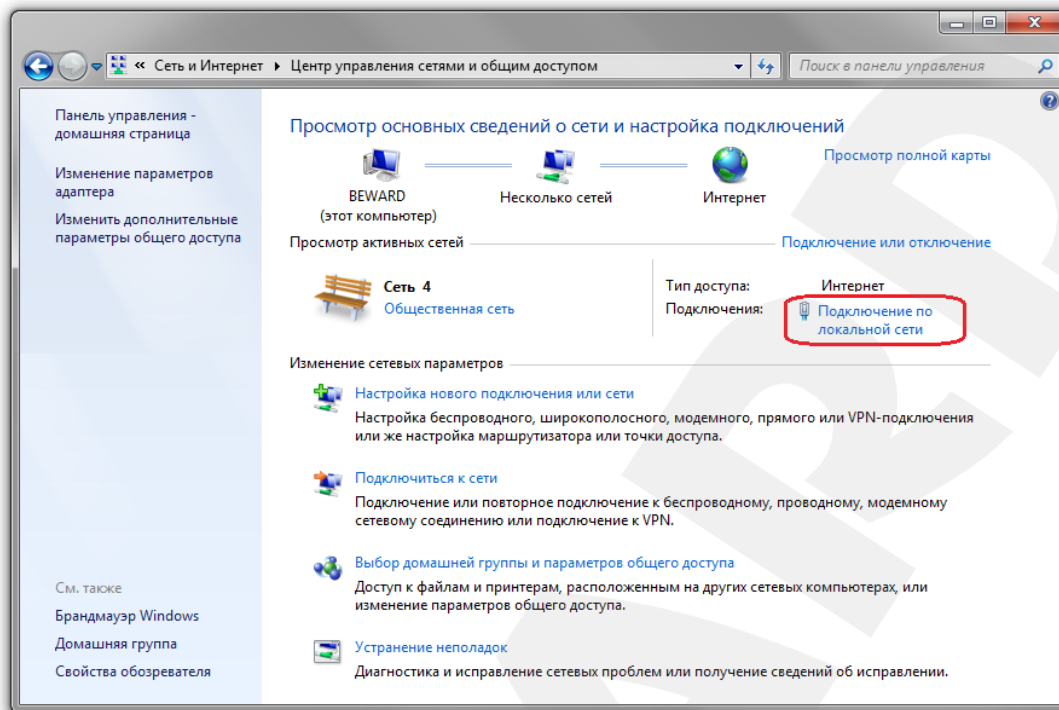 « Сеть и Интернет ▸ Центр управления сетями и общим доступом
Поиск в панели управления
Панель управления -
домашняя страница
Изменение параметров
адаптера
Изменить дополнительные
параметры общего доступа
См. также
Брандмауэр Windows
Домашняя группа
Свойства обозревателя
Просмотр основных сведений о сети и настройка подключений
Просмотр полной карты
BEWARD
(этот компьютер)
Несколько сетей
Интернет
Просмотр активных сетей
Подключение или отключение
Сеть 4
Общественная сеть
Тип доступа: Интернет
Подключения: Подключение по
локальной сети
Изменение сетевых параметров
Настройка нового подключения или сети
Настройка беспроводного, широкополосного, модемного, прямого или VPN-подключения
или же настройка маршрутизатора или точки доступа.
Подключиться к сети
Подключение или повторное подключение к беспроводному, проводному, модемному
сетевому соединению или подключение к VPN.
Выбор домашней группы и параметров общего доступа
Доступ к файлам и принтерам, расположенным на других сетевых компьютерах, или
изменение параметров общего доступа.
Устранение неполадок
Диагностика и исправление сетевых проблем или получение сведений об исправлении.
ARD